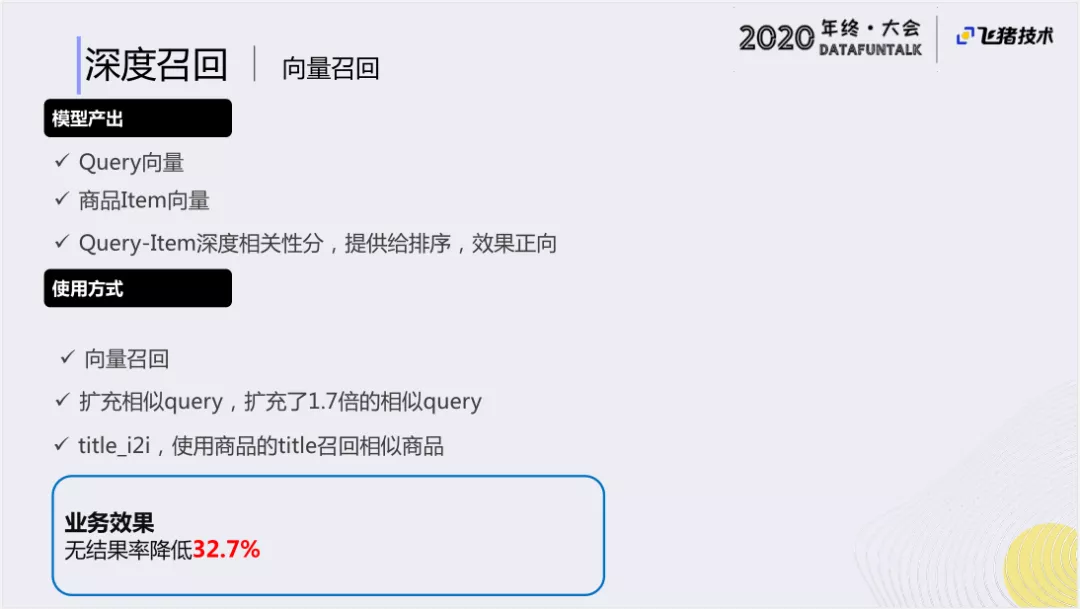 深度召回
向量召回
2020 年终·大会
DATAFUNTALK
飞猪技术
模型产出
✓ Query向量
✓ 商品Item向量
✓ Query-Item深度相关性分，提供给排序，效果正向
使用方式
✓ 向量召回
✓ 扩充相似query，扩充了1.7倍的相似query
✓ title_i2i，使用商品的title召回相似商品
业务效果
无结果率降低32.7%